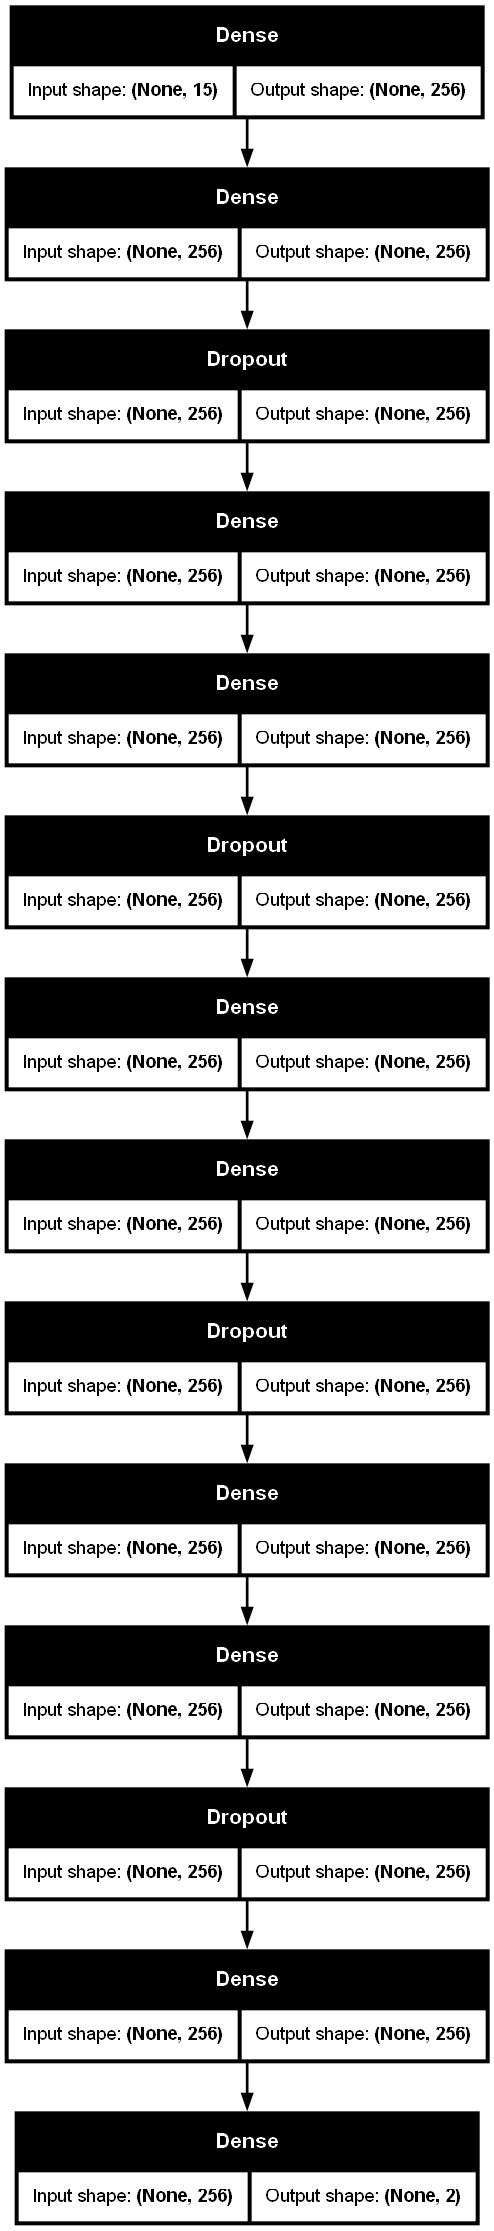 Dense
Input shape: (None, 15) Output shape: (None, 256)
Dense
Input shape: (None, 256) Output shape: (None, 256)
Dropout
Input shape: (None, 256) Output shape: (None, 256)
Dense
Input shape: (None, 256) Output shape: (None, 256)
Dense
Input shape: (None, 256) Output shape: (None, 256)
Dropout
Input shape: (None, 256) Output shape: (None, 256)
Dense
Input shape: (None, 256) Output shape: (None, 256)
Dense
Input shape: (None, 256) Output shape: (None, 256)
Dropout
Input shape: (None, 256) Output shape: (None, 256)
Dense
Input shape: (None, 256) Output shape: (None, 256)
Dense
Input shape: (None, 256) Output shape: (None, 256)
Dropout
Input shape: (None, 256) Output shape: (None, 256)
Dense
Input shape: (None, 256) Output shape: (None, 256)
Dense
Input shape: (None, 256) Output shape: (None, 2)